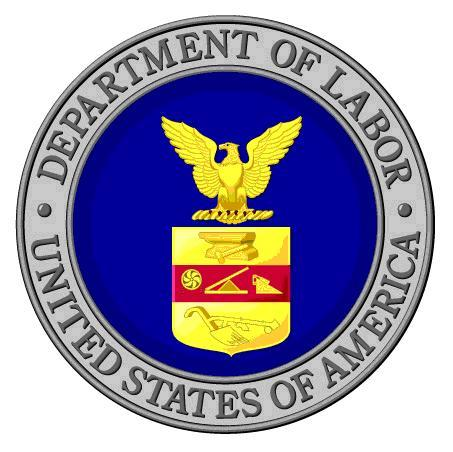 DEPARTMENT OF LABOR
UNITED STATES OF AMERICA